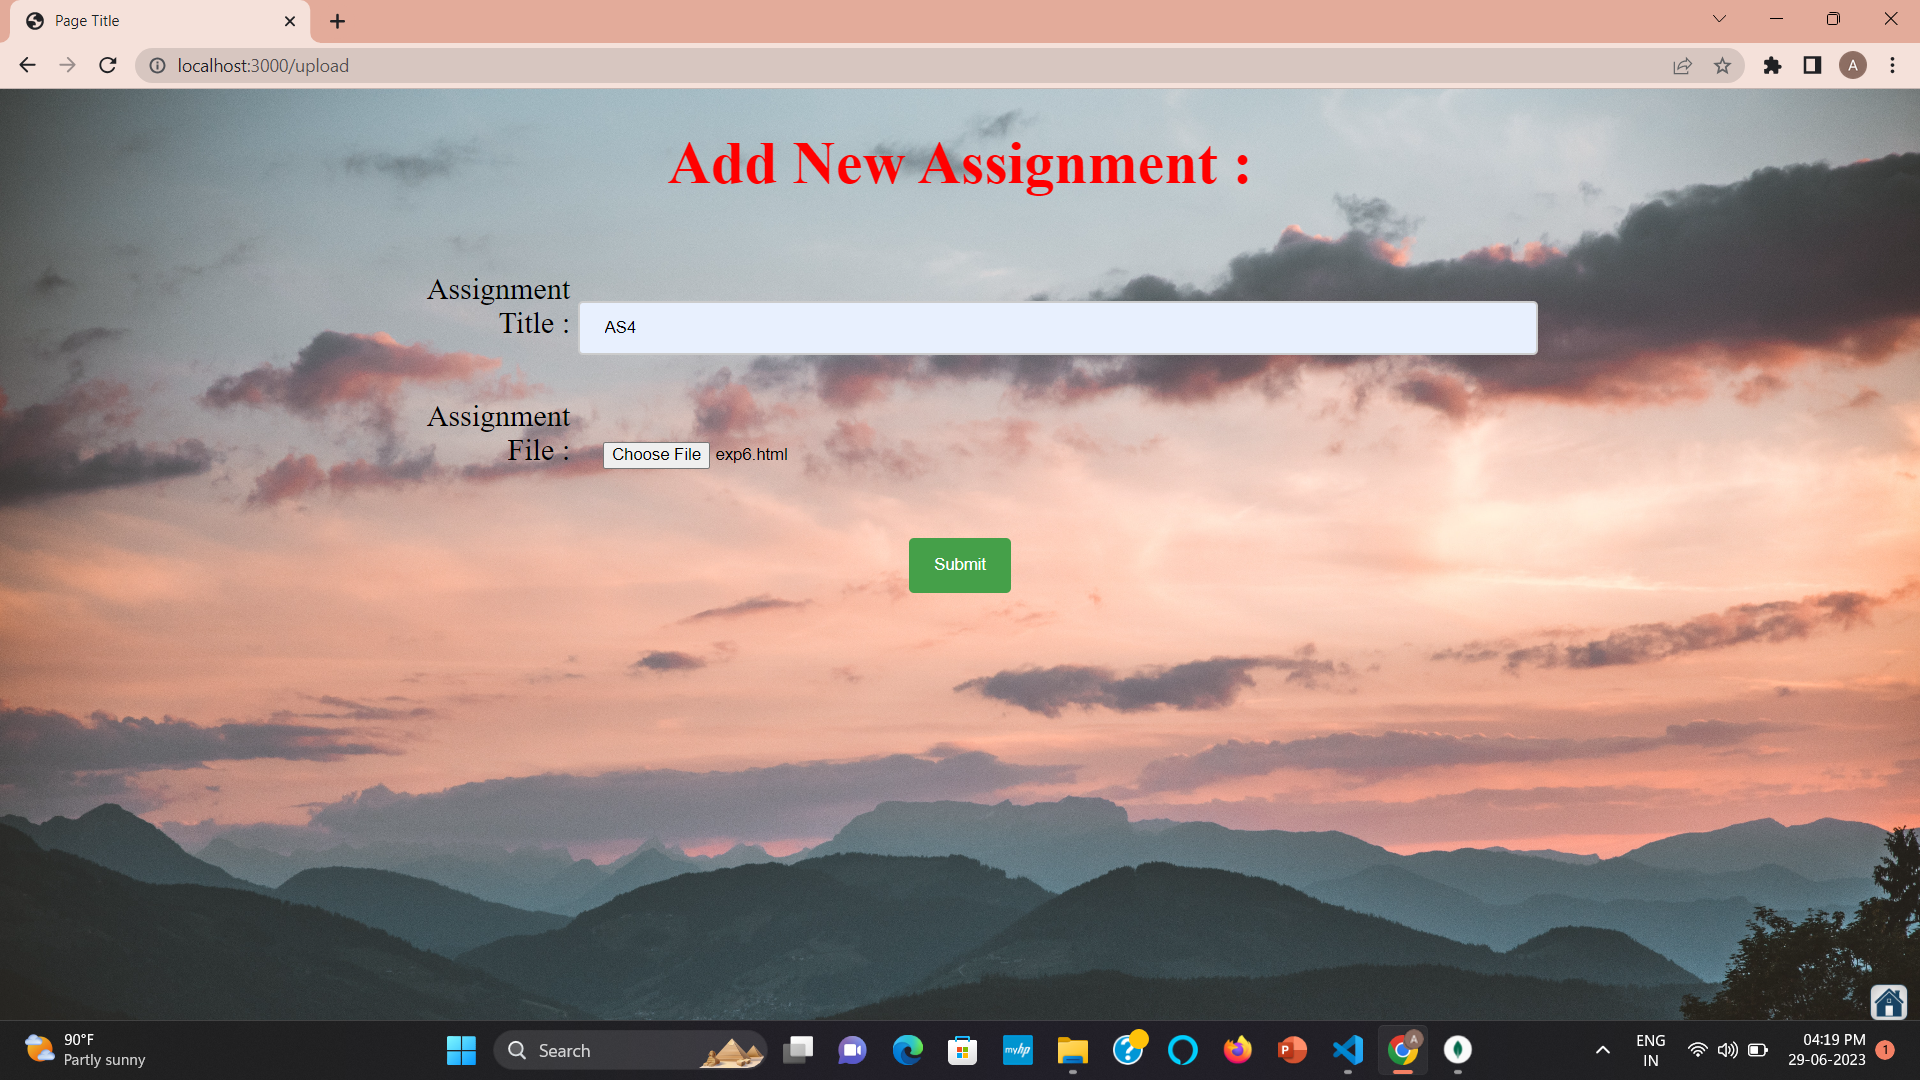 Page Title
localhost:3000/upload
A
Add New Assignment :
Assignment
Title :
AS4
Assignment
File :
Choose File exp6.html
Submit
90°F
Partly sunny
Search
myhp
P
A
ENG
IN
04:19 PM
29-06-2023
1